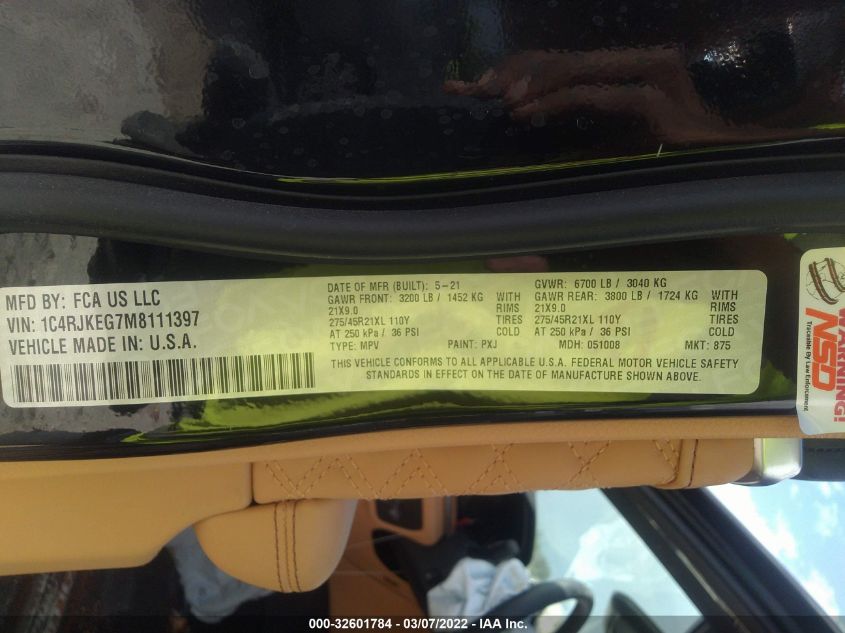 MFD BY: FCA US LLC
VIN: 1C4RJKEG7M8111397
VEHICLE MADE IN: U.S.A.
DATE OF MFR (BUILT): 5-21
GAWR FRONT: 3200 LB / 1452 KG WITH
21X9.0 RIMS
275/45R21XL 110Y TIRES
AT 250 kPa / 36 PSI COLD
TYPE: MPV PAINT: PXJ
GVWR: 6700 LB / 3040 KG
GAWR REAR: 3800 LB / 1724 KG WITH
21X9.0 RIMS
275/45R21XL 110Y TIRES
AT 250 kPa / 36 PSI COLD
MDH: 051008 MKT: 875
THIS VEHICLE CONFORMS TO ALL APPLICABLE U.S.A. FEDERAL MOTOR VEHICLE SAFETY
STANDARDS IN EFFECT ON THE DATE OF MANUFACTURE SHOWN ABOVE.
WARNING!
NSD
Traceable By Law Enforcement
000-32601784 - 03/07/2022 - IAA Inc.